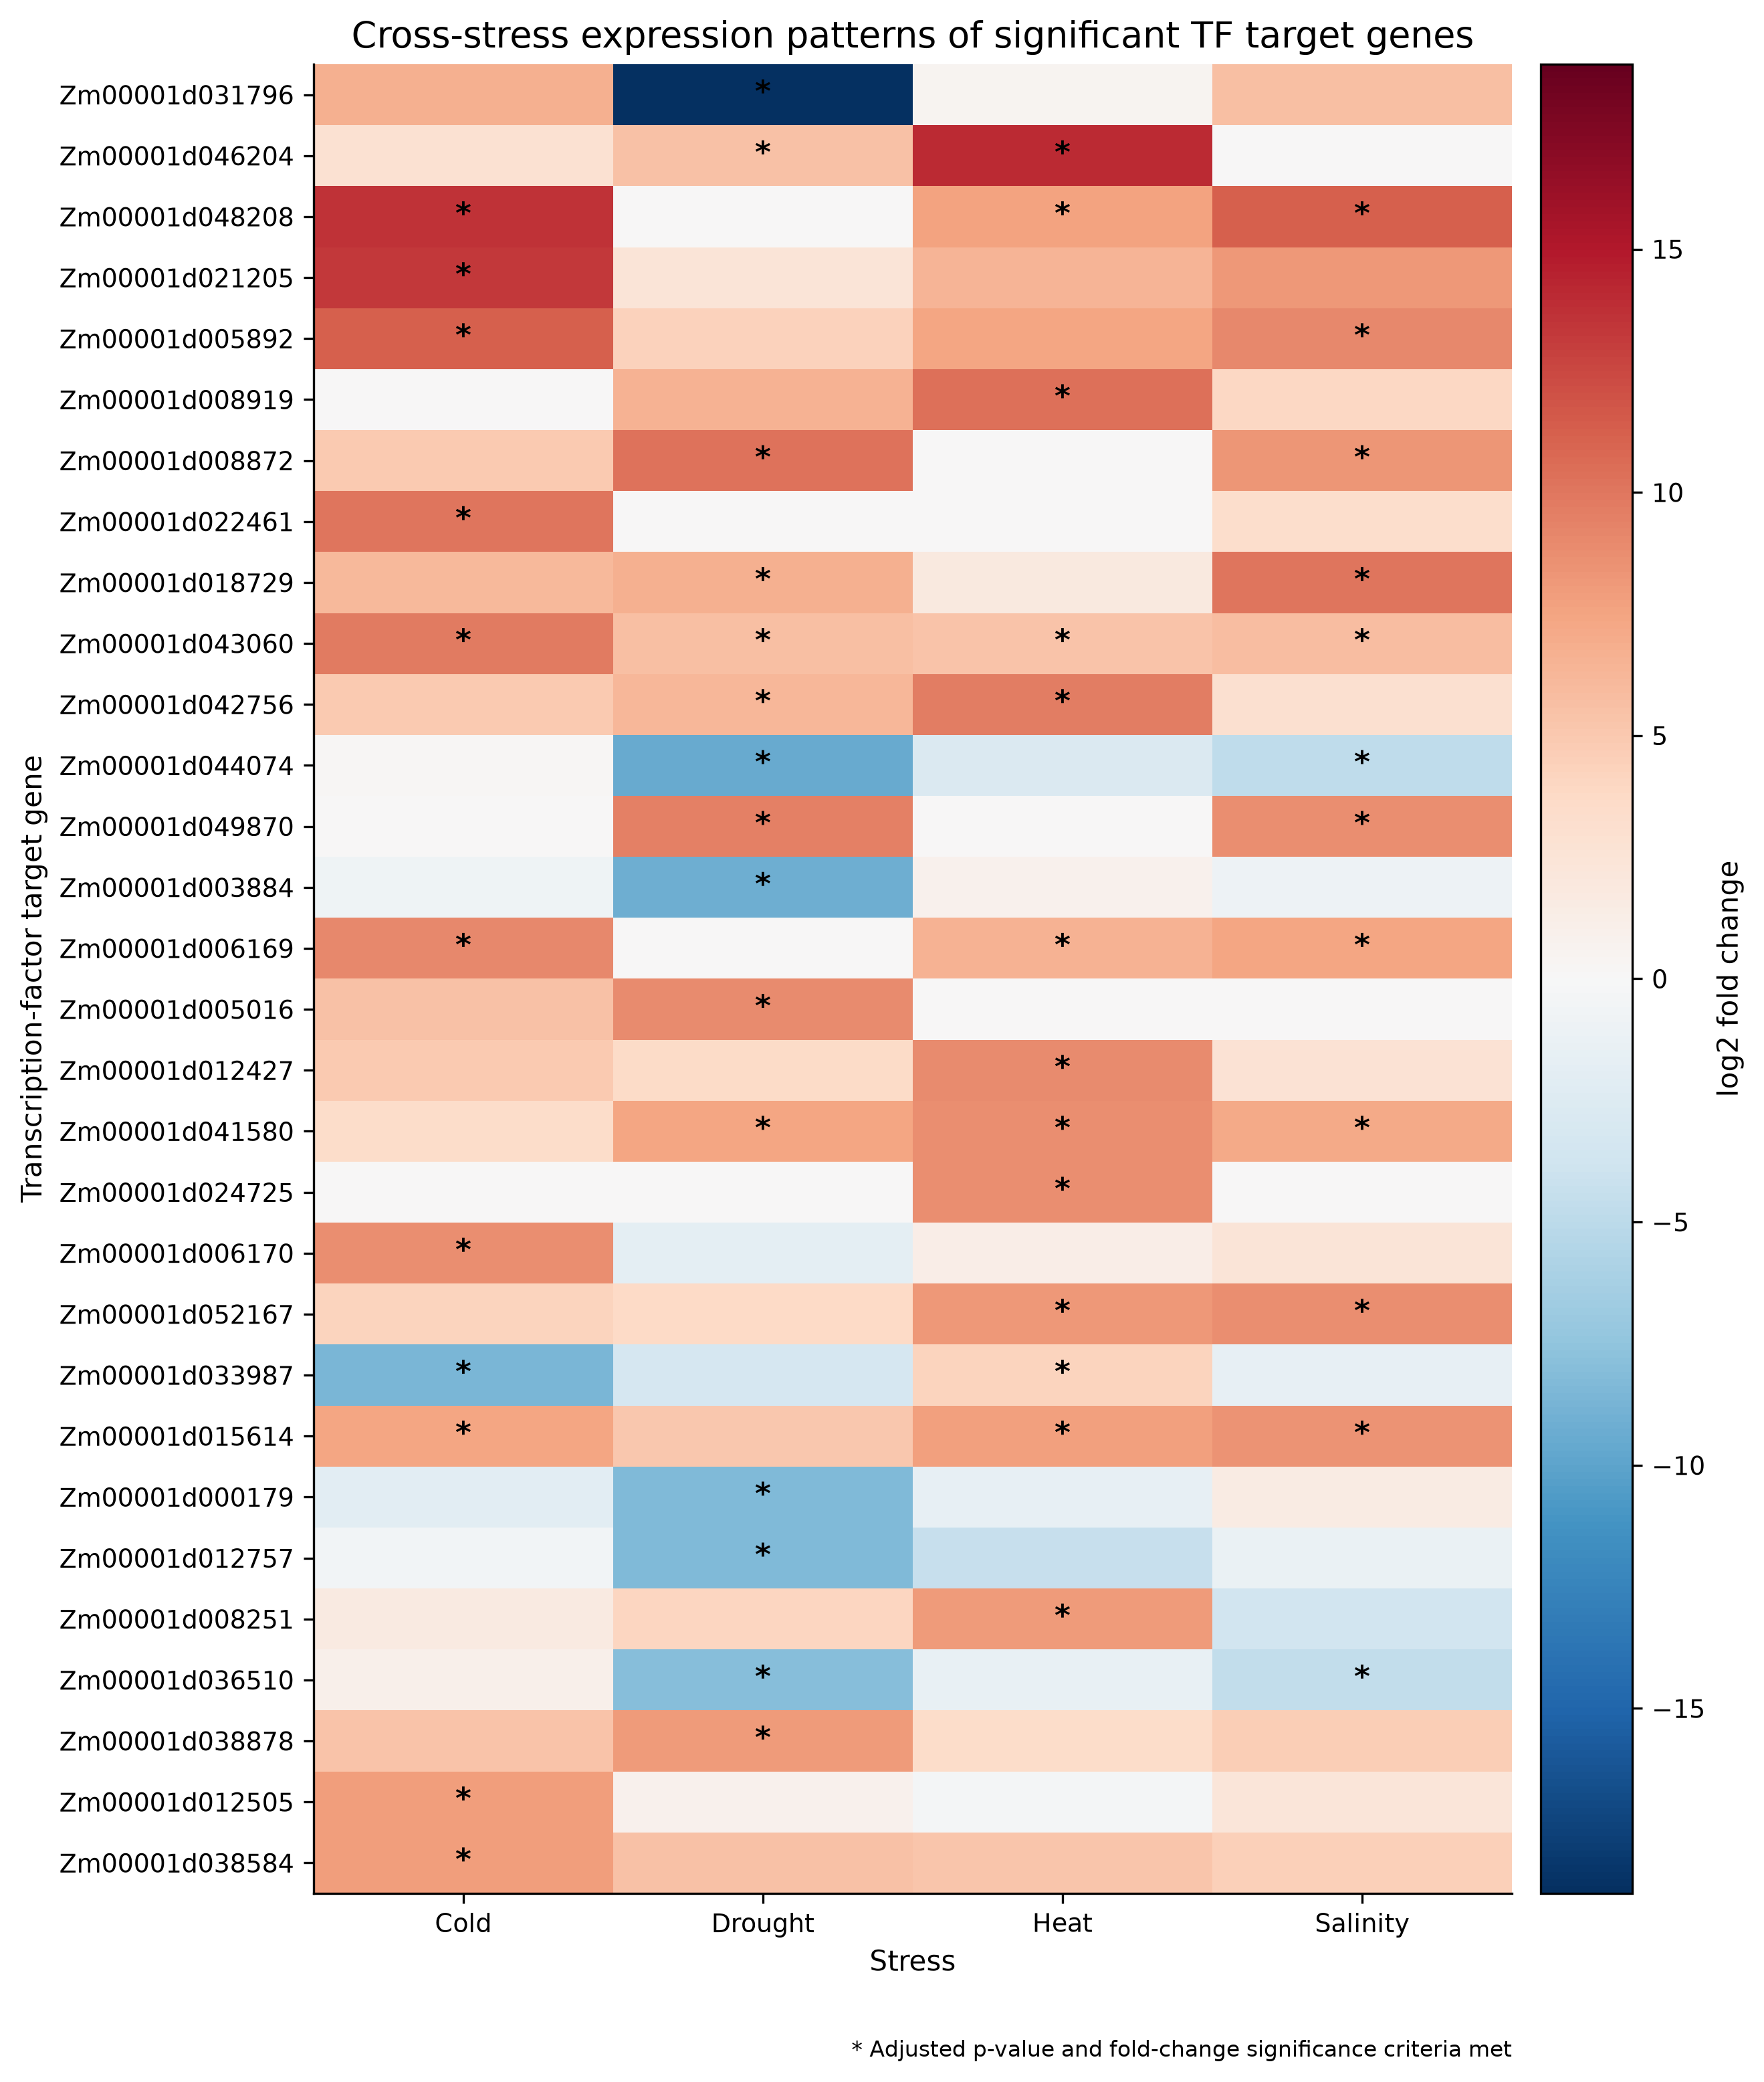 Cross-stress expression patterns of significant TF target genes
Transcription-factor target gene
Zm00001d031796
*
Zm00001d046204
* *
Zm00001d048208
* * *
Zm00001d021205
*
Zm00001d005892
* *
Zm00001d008919
*
Zm00001d008872
* *
Zm00001d022461
*
Zm00001d018729
* *
Zm00001d043060
* * * *
Zm00001d042756
* *
Zm00001d044074
* *
Zm00001d049870
* *
Zm00001d003884
*
Zm00001d006169
* * *
Zm00001d005016
*
Zm00001d012427
*
Zm00001d041580
* * *
Zm00001d024725
*
Zm00001d006170
*
Zm00001d052167
* *
Zm00001d033987
* *
Zm00001d015614
* * *
Zm00001d000179
*
Zm00001d012757
*
Zm00001d008251
*
Zm00001d036510
* *
Zm00001d038878
*
Zm00001d012505
*
Zm00001d038584
*
Cold Drought Heat Salinity
Stress
15
10
5
0
−5
−10
−15
log2 fold change
* Adjusted p-value and fold-change significance criteria met